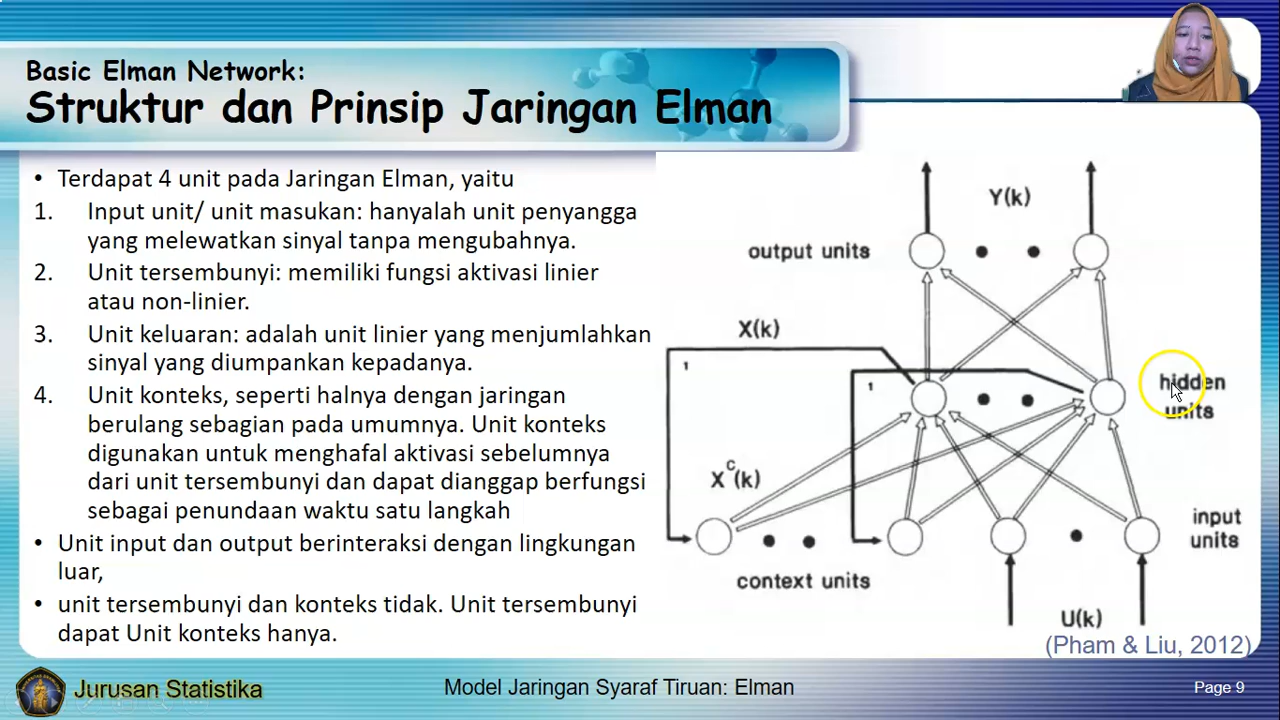 Basic Elman Network:
Struktur dan Prinsip Jaringan Elman
• Terdapat 4 unit pada Jaringan Elman, yaitu
1. Input unit/ unit masukan: hanyalah unit penyangga
yang melewatkan sinyal tanpa mengubahnya.
2. Unit tersembunyi: memiliki fungsi aktivasi linier
atau non-linier.
3. Unit keluaran: adalah unit linier yang menjumlahkan
sinyal yang diumpankan kepadanya.
4. Unit konteks, seperti halnya dengan jaringan
berulang sebagian pada umumnya. Unit konteks
digunakan untuk menghafal aktivasi sebelumnya
dari unit tersembunyi dan dapat dianggap berfungsi
sebagai penundaan waktu satu langkah
• Unit input dan output berinteraksi dengan lingkungan
luar,
• unit tersembunyi dan konteks tidak. Unit tersembunyi
dapat Unit konteks hanya.
Y(k)
output units
X(k)
1
1
hidden
units
X^c(k)
input
units
context units
U(k)
(Pham & Liu, 2012)
Jurusan Statistika
Model Jaringan Syaraf Tiruan: Elman
Page 9